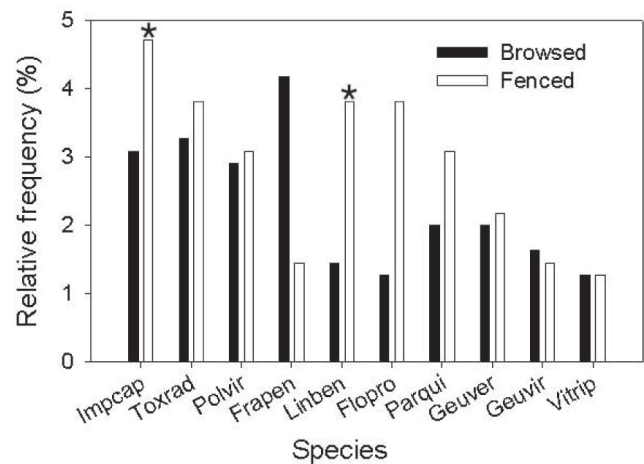 5
4
3
2
1
0
Relative frequency (%)
Browsed
Fenced
*
*
Impcap
Toxrad
Polvir
Frapen
Linben
Flopro
Parqui
Geuver
Geuvir
Vitrip
Species